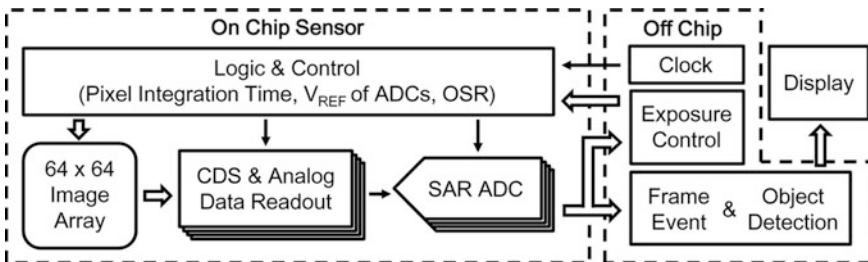 On Chip Sensor
Logic & Control
(Pixel Integration Time, V_REF of ADCs, OSR)
64 x 64
Image
Array
CDS & Analog
Data Readout
SAR ADC
Off Chip
Clock
Exposure
Control
Display
Frame
Event
&
Object
Detection